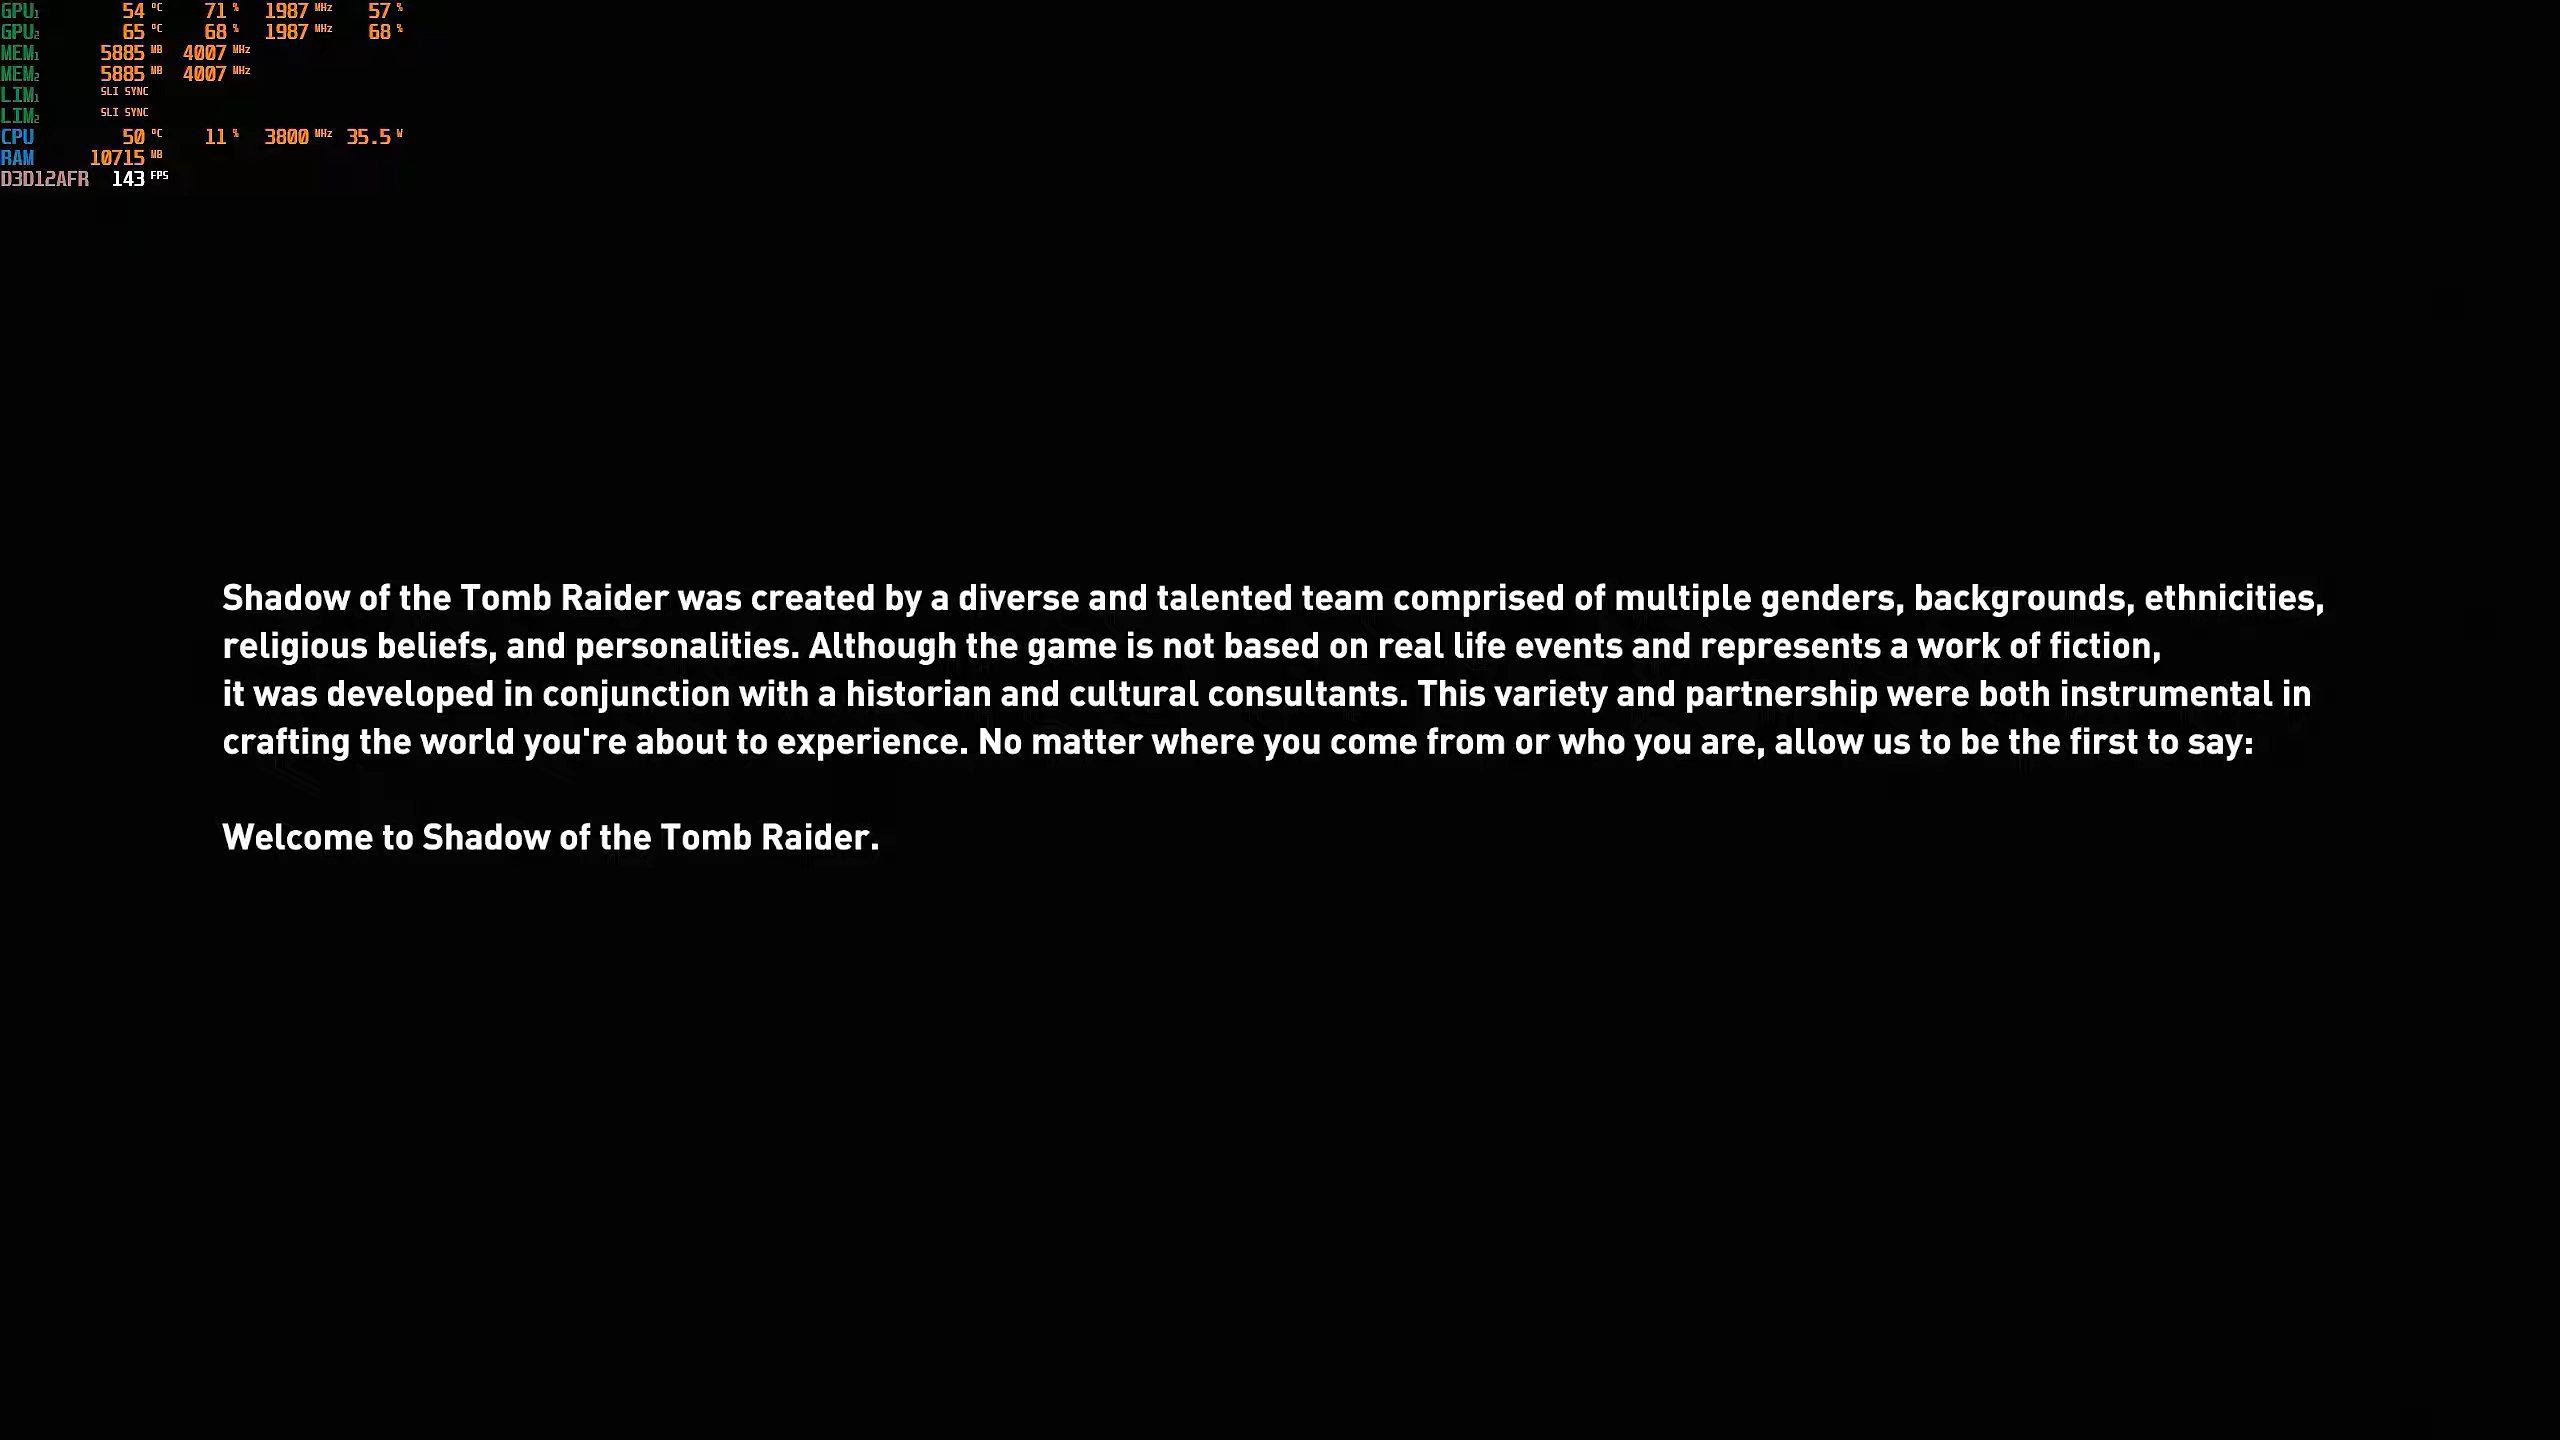 GPU1 54 °C 71 % 1987 MHz 57 %
GPU2 65 °C 68 % 1987 MHz 68 %
MEM1 5885 MB 4007 MHz
MEM2 5885 MB 4007 MHz
LIM1 SLI SYNC
LIM2 SLI SYNC
CPU 50 °C 11 % 3800 MHz 35.5 W
RAM 10715 MB
D3D12AFR 143 FPS
Shadow of the Tomb Raider was created by a diverse and talented team comprised of multiple genders, backgrounds, ethnicities,
religious beliefs, and personalities. Although the game is not based on real life events and represents a work of fiction,
it was developed in conjunction with a historian and cultural consultants. This variety and partnership were both instrumental in
crafting the world you're about to experience. No matter where you come from or who you are, allow us to be the first to say:
Welcome to Shadow of the Tomb Raider.